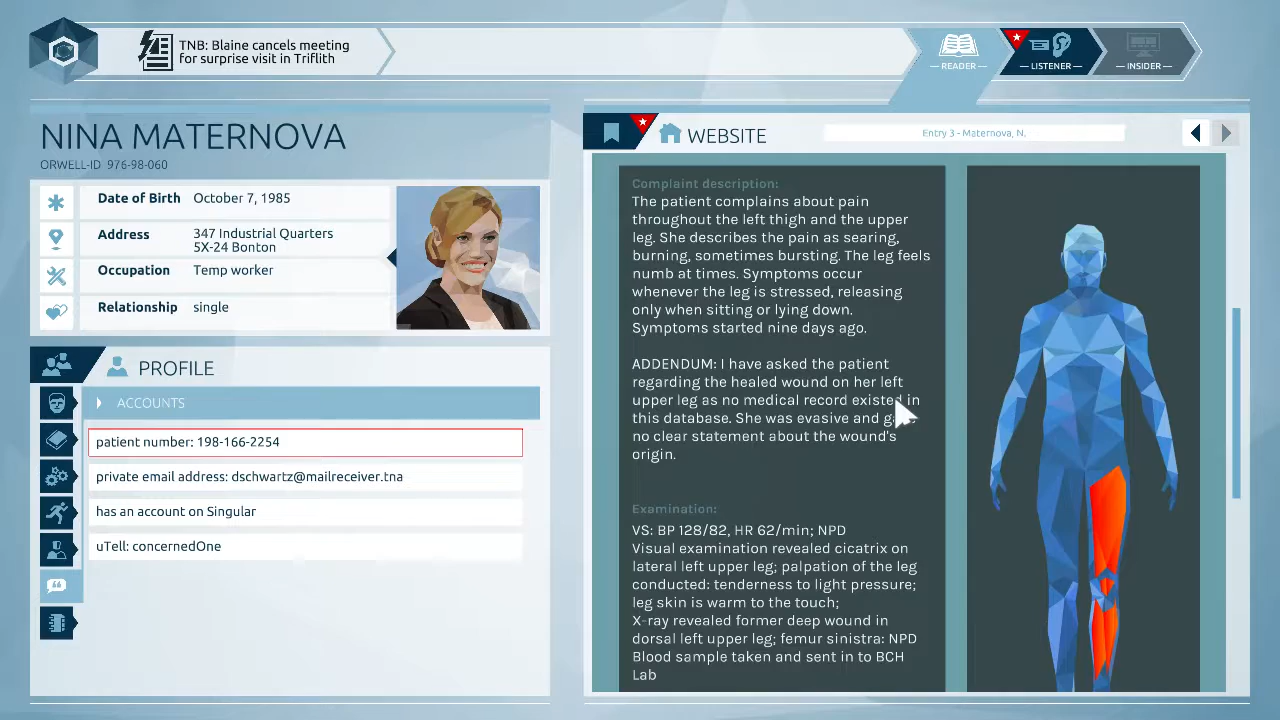 TNB: Blaine cancels meeting
for surprise visit in Triflith
READER
LISTENER
INSIDER
NINA MATERNOVA
ORWELL-ID 976-98-060
Date of Birth October 7, 1985
Address 347 Industrial Quarters
5X-24 Bonton
Occupation Temp worker
Relationship single
PROFILE
ACCOUNTS
patient number: 198-166-2254
private email address: dschwartz@mailreceiver.tna
has an account on Singular
uTell: concernedOne
WEBSITE
Entry 3 - Maternova, N.
Complaint description:
The patient complains about pain
throughout the left thigh and the upper
leg. She describes the pain as searing,
burning, sometimes bursting. The leg feels
numb at times. Symptoms occur
whenever the leg is stressed, releasing
only when sitting or lying down.
Symptoms started nine days ago.
ADDENDUM: I have asked the patient
regarding the healed wound on her left
upper leg as no medical record existed in
this database. She was evasive and
no clear statement about the wound's
origin.
Examination:
VS: BP 128/82, HR 62/min; NPD
Visual examination revealed cicatrix on
lateral left upper leg; palpation of the leg
conducted: tenderness to light pressure;
leg skin is warm to the touch;
X-ray revealed former deep wound in
dorsal left upper leg; femur sinistra: NPD
Blood sample taken and sent in to BCH
Lab